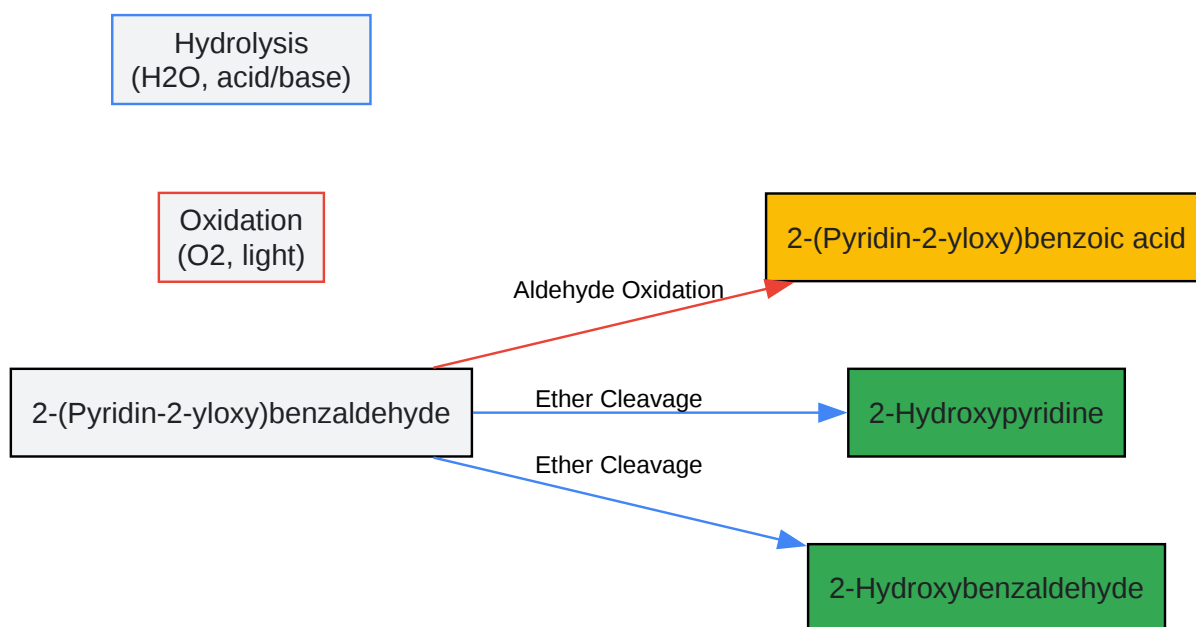 Hydrolysis
(H2O, acid/base)
Oxidation
(O2, light)
2-(Pyridin-2-yloxy)benzoic acid
Aldehyde Oxidation
2-(Pyridin-2-yloxy)benzaldehyde
Ether Cleavage
2-Hydroxypyridine
Ether Cleavage
2-Hydroxybenzaldehyde